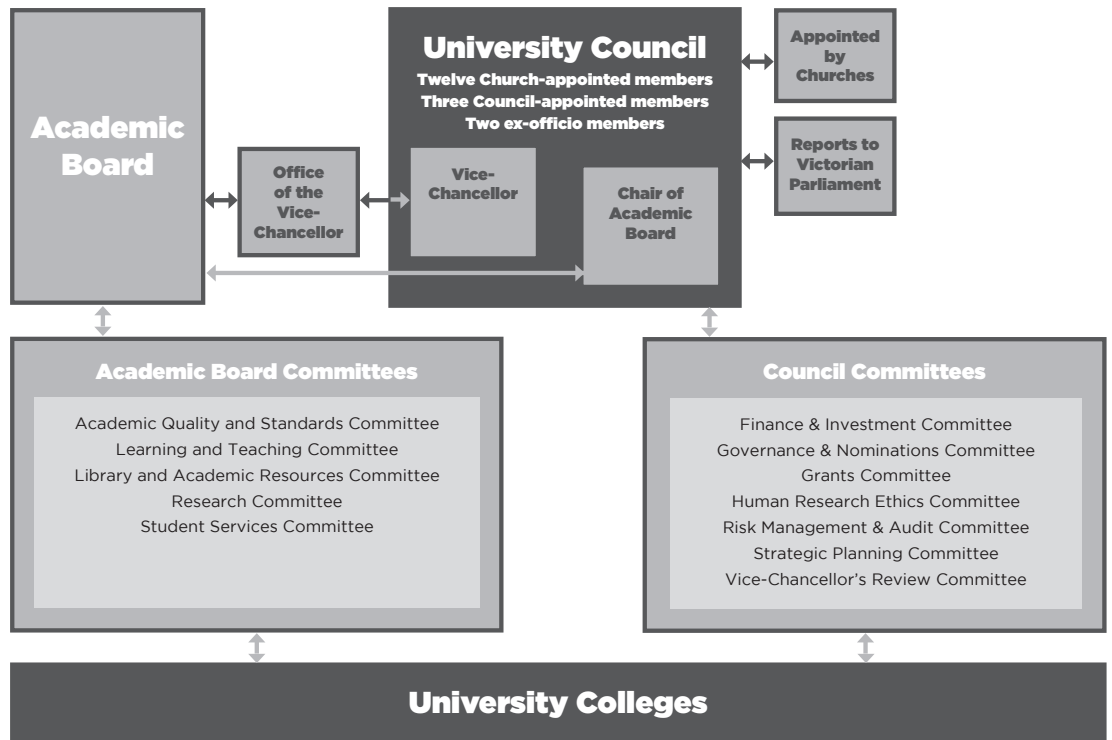 Academic
Board
Office
of the
Vice-
Chancellor
University Council
Twelve Church-appointed members
Three Council-appointed members
Two ex-officio members
Vice-
Chancellor
Chair of
Academic
Board
Appointed
by
Churches
Reports to
Victorian
Parliament
Academic Board Committees
Academic Quality and Standards Committee
Learning and Teaching Committee
Library and Academic Resources Committee
Research Committee
Student Services Committee
Council Committees
Finance & Investment Committee
Governance & Nominations Committee
Grants Committee
Human Research Ethics Committee
Risk Management & Audit Committee
Strategic Planning Committee
Vice-Chancellor’s Review Committee
University Colleges